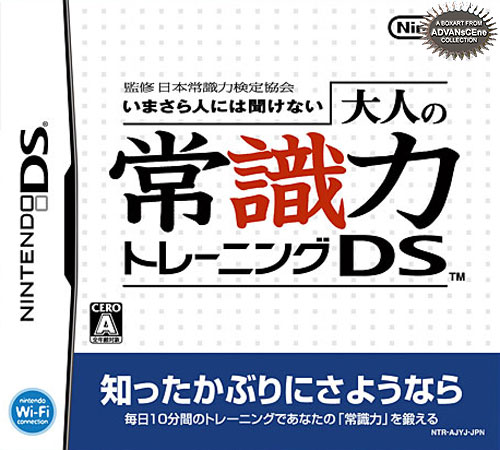 Nin
A BOXART FROM
ADVANsCEne
COLLECTION
監修 日本常識力検定協会
いまさら人には聞けない
大人の
常識力
トレーニングDS™
NINTENDO DS®
CERO
A
全年齢対象
nintendo
Wi-Fi
connection
知ったかぶりにさようなら
毎日10分間のトレーニングであなたの「常識力」を鍛える
NTR-AJYJ-JPN